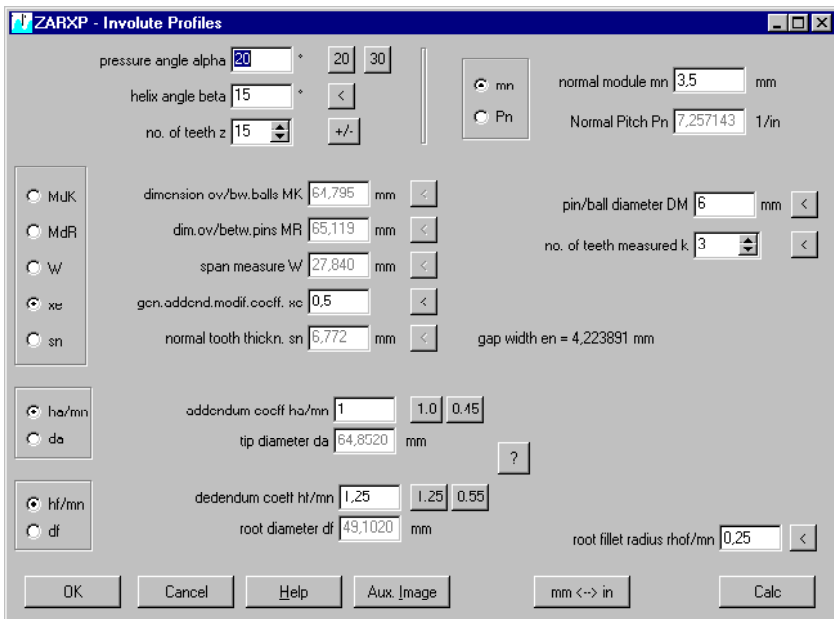 ZARXP - Involute Profiles
pressure angle alpha 20 ° 20 30
helix angle beta 15 ° <
no. of teeth z 15 +/-
mn
Pn
normal module mn 3,5 mm
Normal Pitch Pn 7,257143 1/in
MdK
MdR
W
xe
sn
dimension ov/bw.balls MK 64,795 mm <
dim.ov/betw.pins MR 65,119 mm <
span measure W 27,840 mm <
gen.addend.modif.coeff. xe 0,5 <
normal tooth thickn. sn 6,772 mm <
pin/ball diameter DM 6 mm <
no. of teeth measured k 3 <
gap width en = 4,223891 mm
ha/mn
da
addendum coeff ha/mn 1 1.0 0.45
tip diameter da 64,8520 mm
?
hf/mn
df
dedendum coeff hf/mn 1,25 1.25 0.55
root diameter df 49,1020 mm
root fillet radius rhof/mn 0,25 <
OK Cancel Help Aux. Image mm <--> in Calc